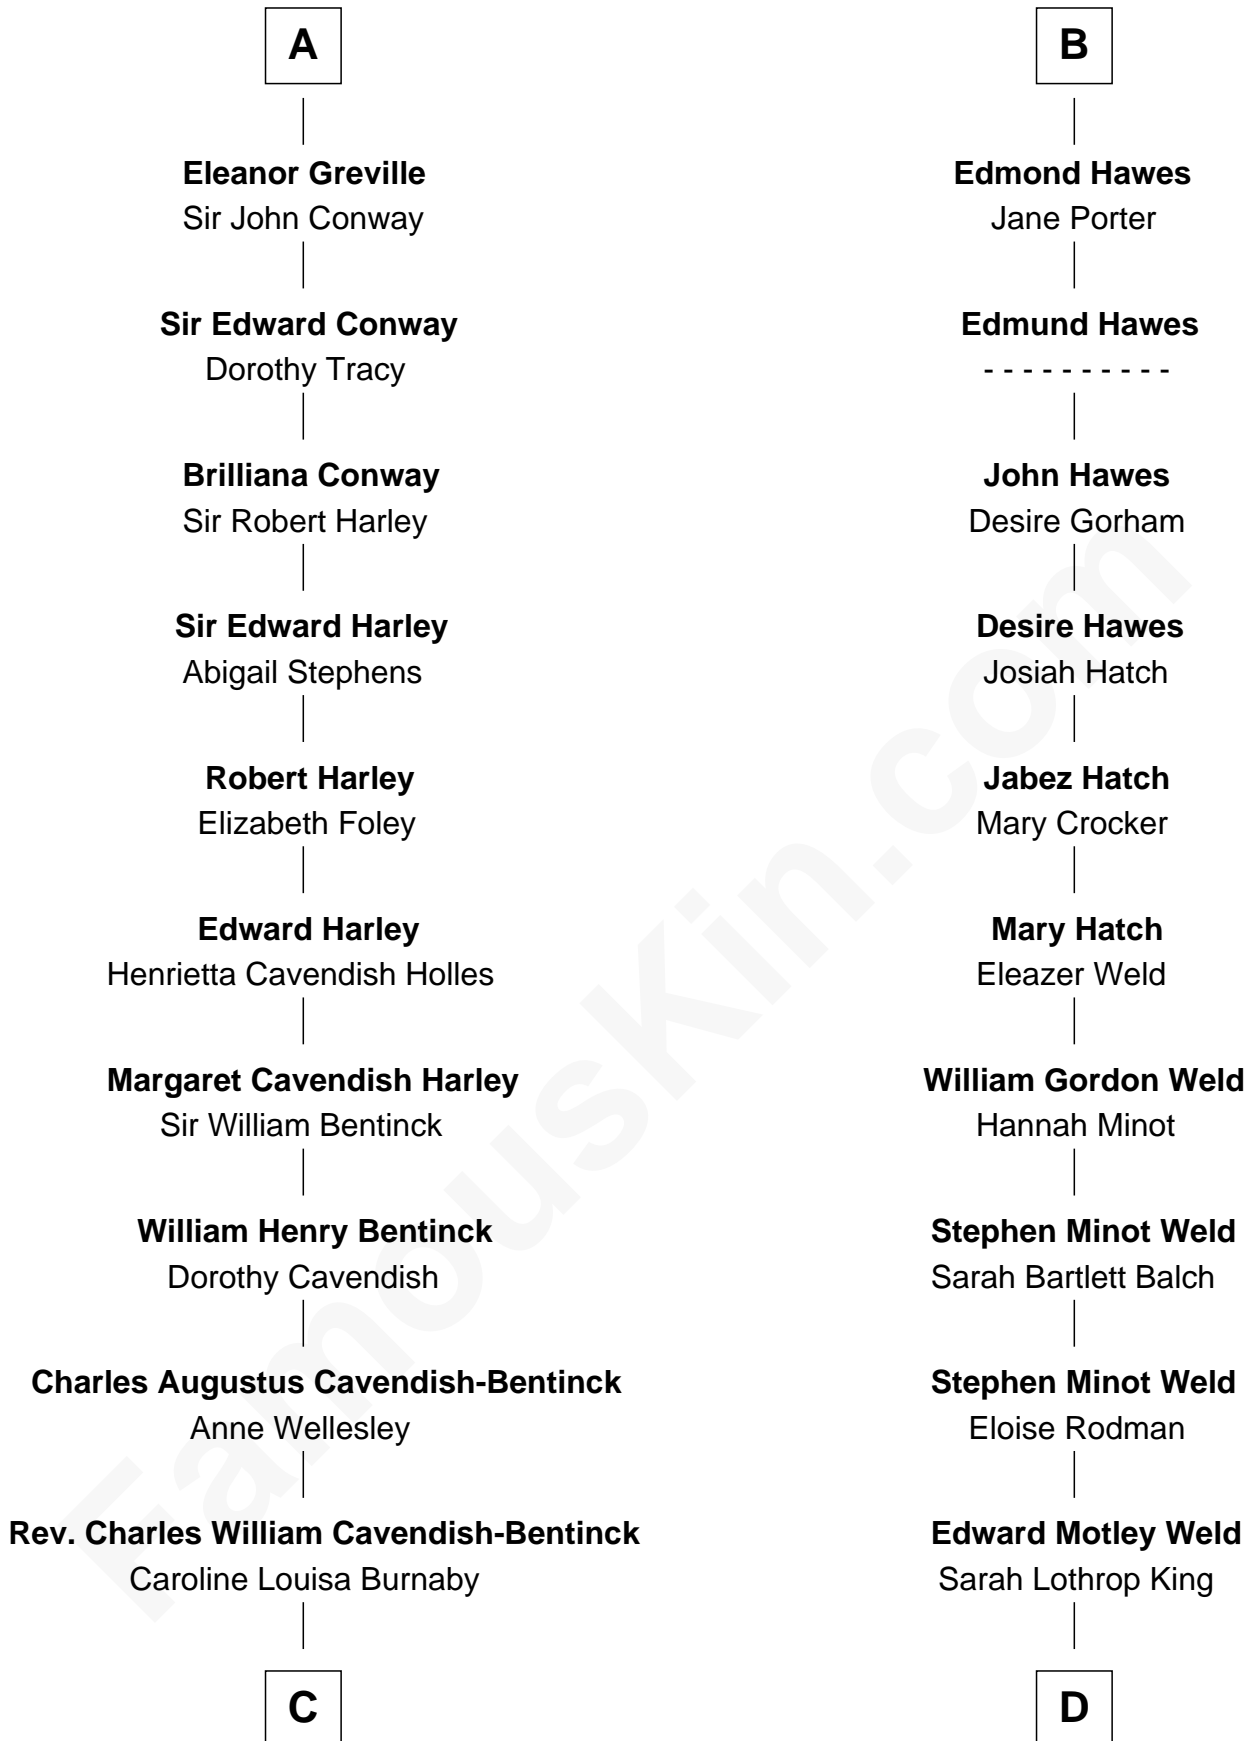 A
Eleanor Greville
Sir John Conway
Sir Edward Conway
Dorothy Tracy
Brilliana Conway
Sir Robert Harley
Sir Edward Harley
Abigail Stephens
Robert Harley
Elizabeth Foley
Edward Harley
Henrietta Cavendish Holles
Margaret Cavendish Harley
Sir William Bentinck
William Henry Bentinck
Dorothy Cavendish
Charles Augustus Cavendish-Bentinck
Anne Wellesley
Rev. Charles William Cavendish-Bentinck
Caroline Louisa Burnaby
C
B
Edmond Hawes
Jane Porter
Edmund Hawes
- - - - - - - - - -
John Hawes
Desire Gorham
Desire Hawes
Josiah Hatch
Jabez Hatch
Mary Crocker
Mary Hatch
Eleazer Weld
William Gordon Weld
Hannah Minot
Stephen Minot Weld
Sarah Bartlett Balch
Stephen Minot Weld
Eloise Rodman
Edward Motley Weld
Sarah Lothrop King
D
FamousKin.com